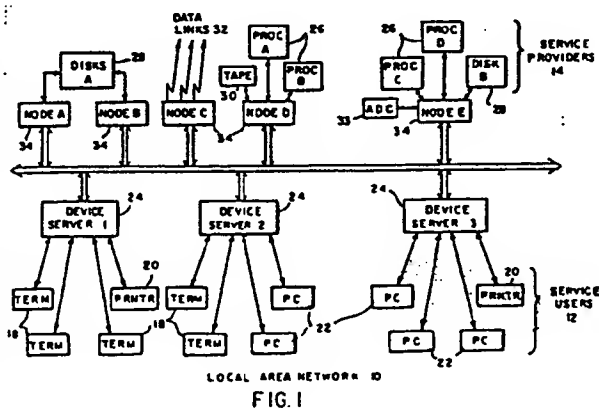 DATA
LINKS 32
PROC
A
26
DISKS
A
28
TAPE
30
PROC
B
26
PROC
D
PROC
C
DISK
B
28
ADC
33
SERVICE
PROVIDERS
14
NODE A
34
NODE B
34
NODE C
34
NODE D
NODE E
34
24
DEVICE
SERVER 1
24
DEVICE
SERVER 2
24
DEVICE
SERVER 3
TERM
18
TERM
TERM
20
PRNTR
TERM
18
TERM
PC
PC
22
PC
PC
PC
22
20
PRNTR
SERVICE
USERS
12
LOCAL AREA NETWORK 10
FIG. 1